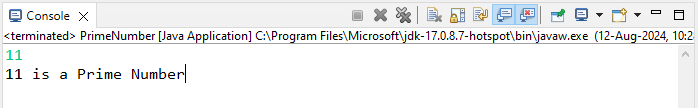 Console
<terminated> PrimeNumber [Java Application] C:\Program Files\Microsoft\jdk-17.0.8.7-hotspot\bin\javaw.exe (12-Aug-2024, 10:2
11
11 is a Prime Number